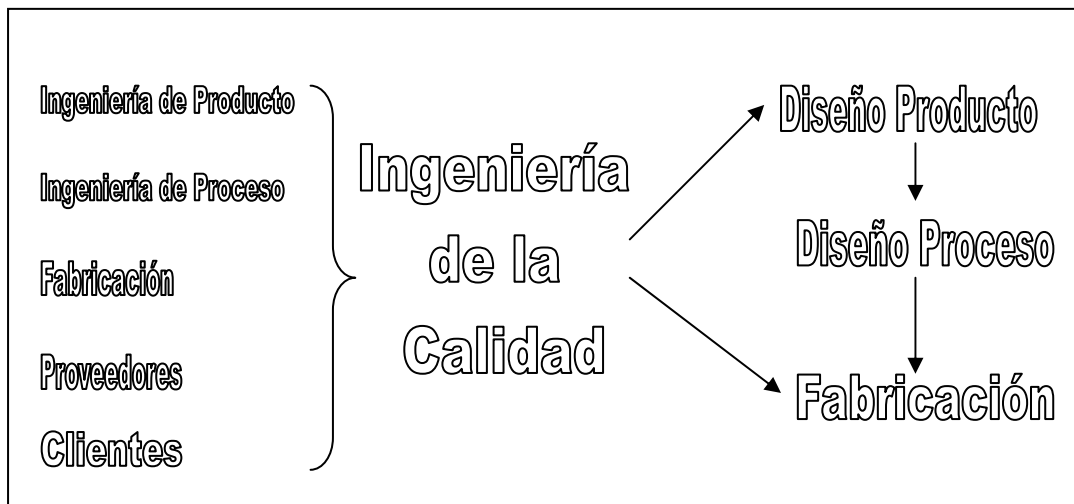 Ingeniería de Producto
Ingeniería de Proceso
Fabricación
Proveedores
Clientes
Ingeniería
de la
Calidad
Diseño Producto
Diseño Proceso
Fabricación